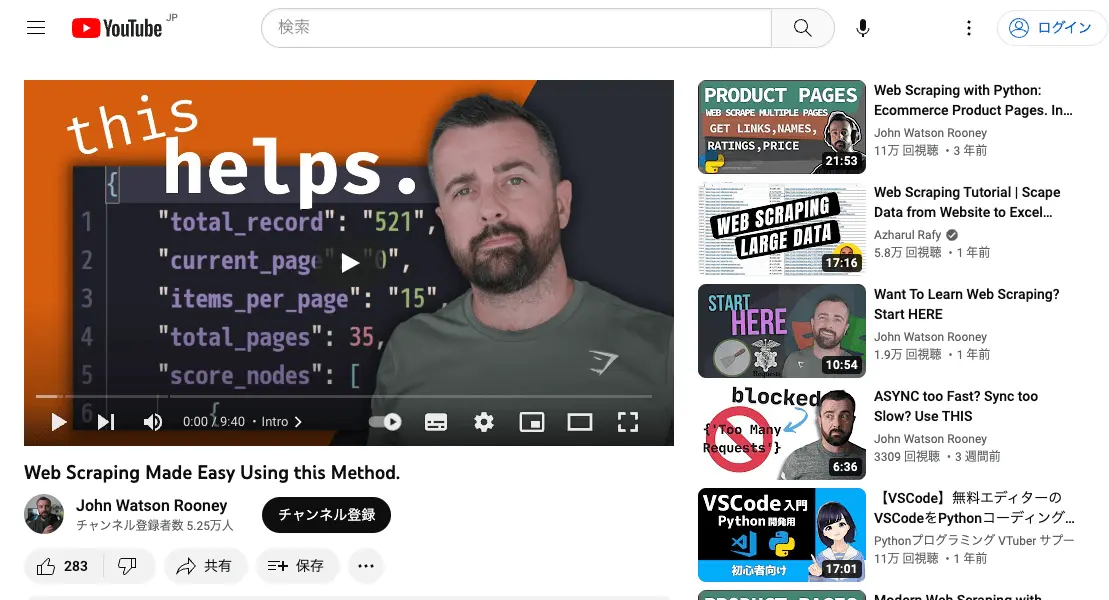 YouTube JP
検索
ログイン
this
helps.
{
1 "total_record": "521",
2 "current_page" "0",
3 "items_per_page": "15",
4 "total_pages": 35,
5 "score_nodes": [
6 {
0:00 / 9:40 • Intro
Web Scraping Made Easy Using this Method.
John Watson Rooney
チャンネル登録者数 5.25万人
チャンネル登録
283
共有
保存
PRODUCT PAGES
WEB SCRAPE MULTIPLE PAGES
GET LINKS,NAMES,
RATINGS,PRICE
21:53
Web Scraping with Python:
Ecommerce Product Pages. In...
John Watson Rooney
11万 回視聴 • 3 年前
WEB SCRAPING
LARGE DATA
17:16
Web Scraping Tutorial | Scape
Data from Website to Excel...
Azharul Rafy
5.8万 回視聴 • 1 年前
START
HERE
Requests
10:54
Want To Learn Web Scraping?
Start HERE
John Watson Rooney
1.9万 回視聴 • 1 年前
blocked
{'Too Many
Requests'}
6:36
ASYNC too Fast? Sync too
Slow? Use THIS
John Watson Rooney
3309 回視聴 • 3 週間前
VSCode 入門
Python 開発用
初心者向け
17:01
【VSCode】無料エディターの
VSCodeをPythonコーディング...
Pythonプログラミング VTuber サプー
11万 回視聴 • 1 年前
PRODUCT PAGES
Modern Web Scraping with